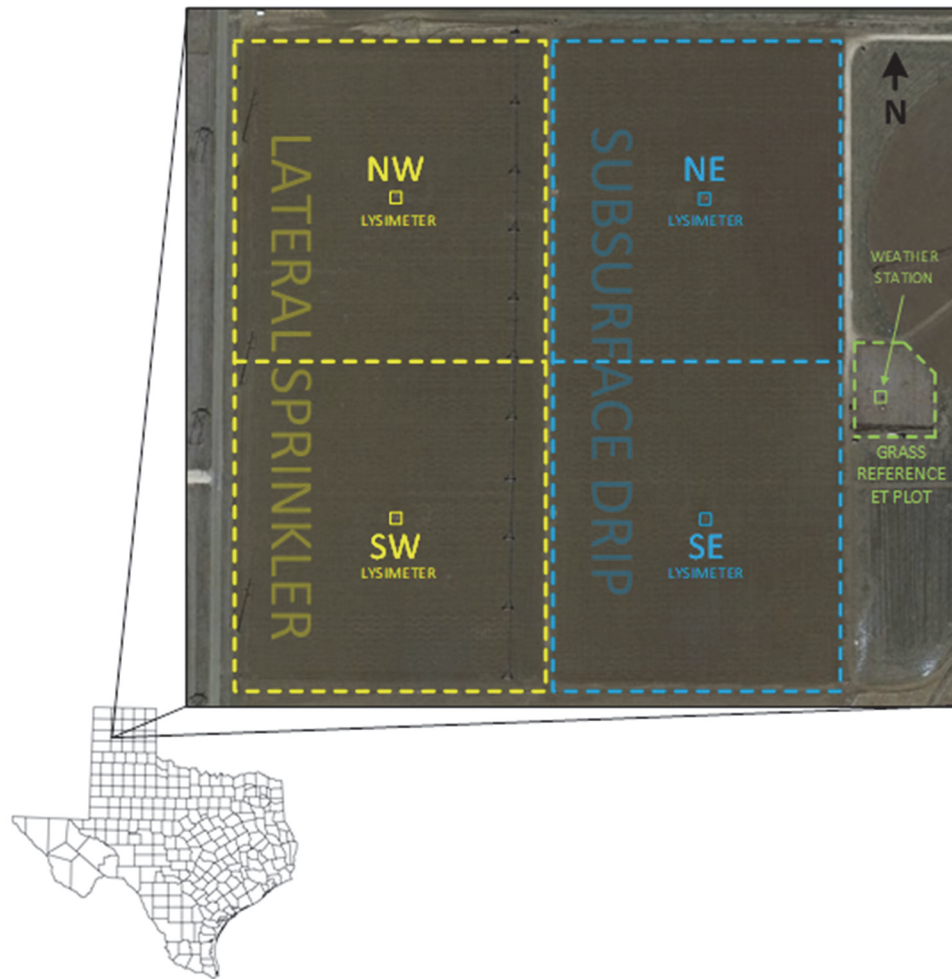 N
LATERAL SPRINKLER
NW
LYSIMETER
SUBSURFACE DRIP
NE
LYSIMETER
WEATHER
STATION
SW
LYSIMETER
SE
LYSIMETER
GRASS
REFERENCE
ET PLOT